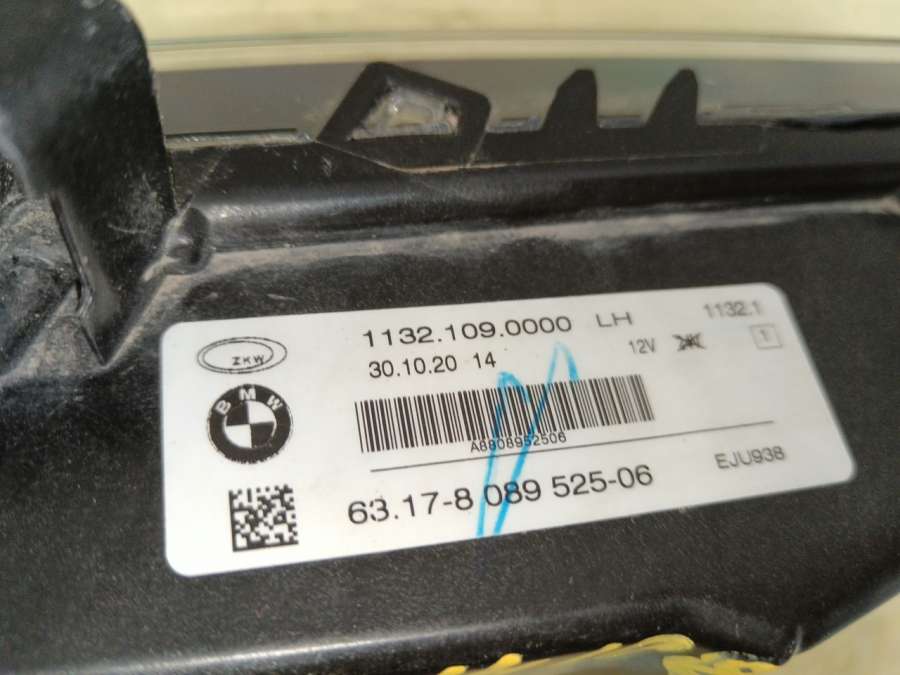 1132.109.0000 LH 1132.1
ZKW
30.10.20 14 12V 1
BMW
A8808952506
63.17-8 089 525-06 EJU938